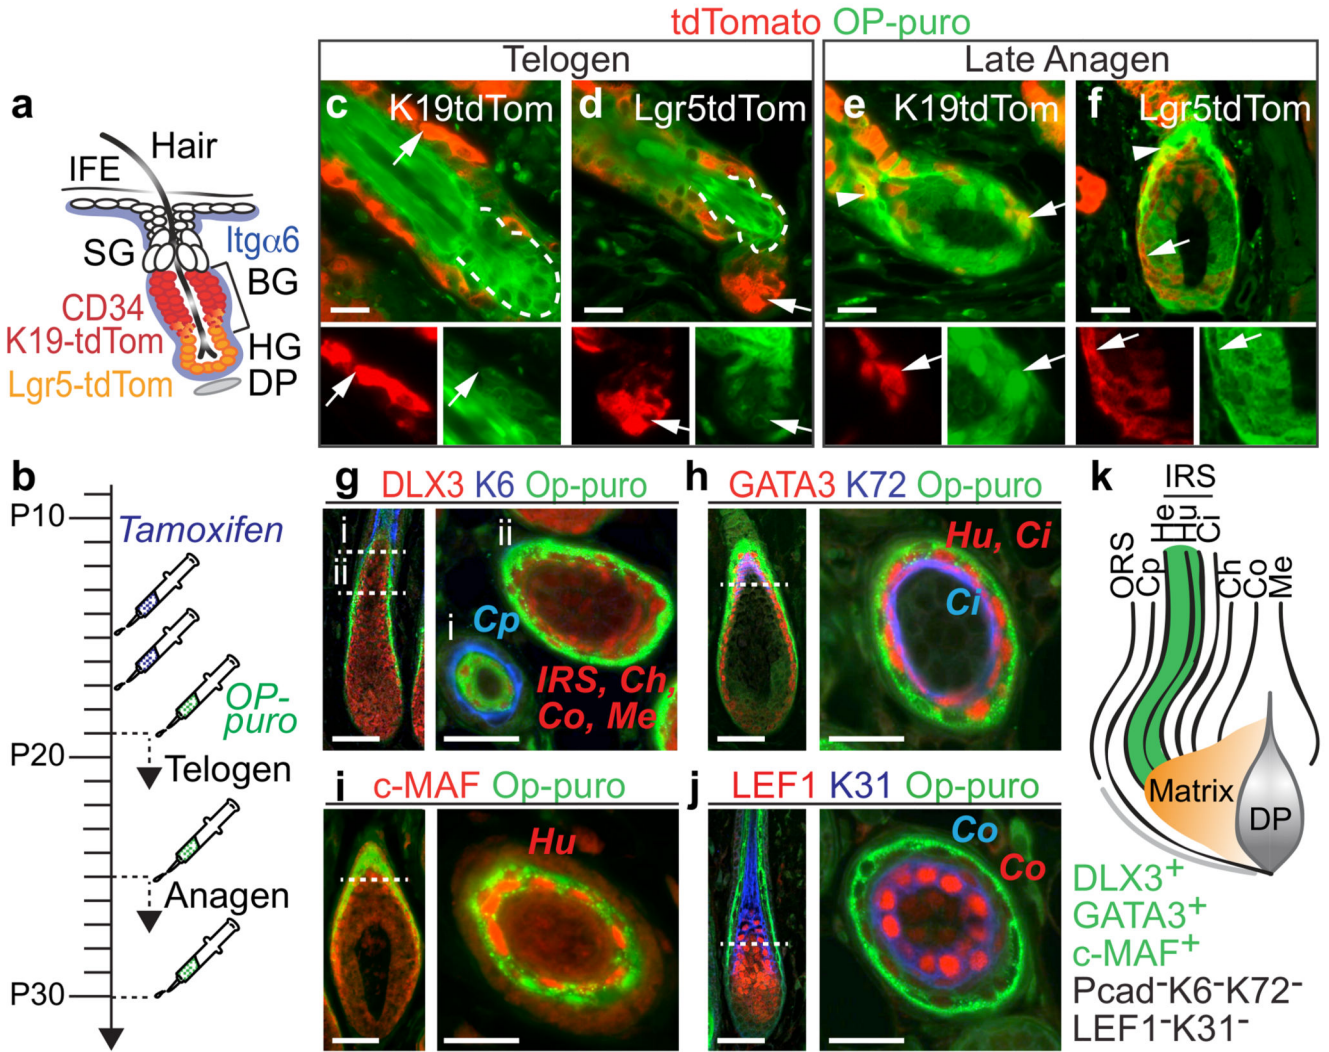 tdTomato OP-puro
Telogen
Late Anagen
a
Hair
IFE
SG
Itgα6
BG
CD34
K19-tdTom
HG
Lgr5-tdTom
DP
c K19tdTom
d Lgr5tdTom
e K19tdTom
f Lgr5tdTom
b
P10
Tamoxifen
OP-
puro
P20
Telogen
Anagen
P30
g DLX3 K6 Op-puro
i
ii
ii
i
Cp
IRS, Ch,
Co, Me
h GATA3 K72 Op-puro
Hu, Ci
Ci
i c-MAF Op-puro
Hu
j LEF1 K31 Op-puro
Co
Co
k
IRS
ORS
Cp
He
Hu
Ci
Ch
Co
Me
Matrix
DP
DLX3⁺
GATA3⁺
c-MAF⁺
Pcad⁻K6⁻K72⁻
LEF1⁻K31⁻